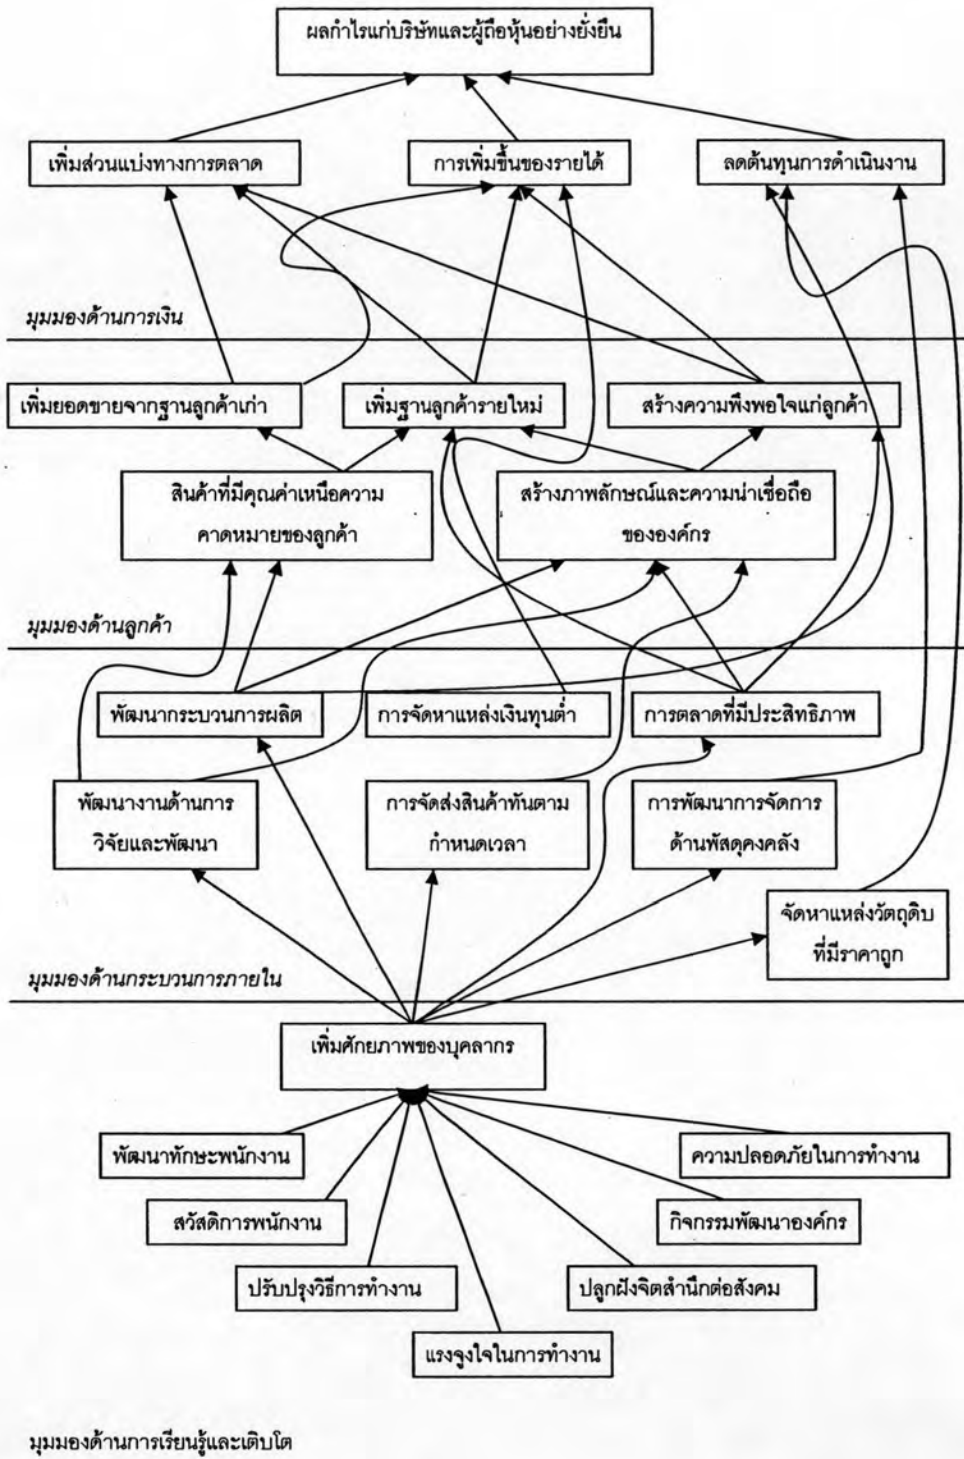 ผลกำไรแก่บริษัทและผู้ถือหุ้นอย่างยั่งยืน
เพิ่มส่วนแบ่งทางการตลาด
การเพิ่มขึ้นของรายได้
ลดต้นทุนการดำเนินงาน
มุมมองด้านการเงิน
เพิ่มยอดขายจากฐานลูกค้าเก่า
เพิ่มฐานลูกค้ารายใหม่
สร้างความพึงพอใจแก่ลูกค้า
สินค้าที่มีคุณค่าเหนือความ
คาดหมายของลูกค้า
สร้างภาพลักษณ์และความน่าเชื่อถือ
ขององค์กร
มุมมองด้านลูกค้า
พัฒนากระบวนการผลิต
การจัดหาแหล่งเงินทุนต่ำ
การตลาดที่มีประสิทธิภาพ
พัฒนางานด้านการ
วิจัยและพัฒนา
การจัดส่งสินค้าทันตาม
กำหนดเวลา
การพัฒนาการจัดการ
ด้านพัสดุคงคลัง
จัดหาแหล่งวัตถุดิบ
ที่มีราคาถูก
มุมมองด้านกระบวนการภายใน
เพิ่มศักยภาพของบุคลากร
พัฒนาทักษะพนักงาน
ความปลอดภัยในการทำงาน
สวัสดิการพนักงาน
กิจกรรมพัฒนาองค์กร
ปรับปรุงวิธีการทำงาน
ปลูกฝังจิตสำนึกต่อสังคม
แรงจูงใจในการทำงาน
มุมมองด้านการเรียนรู้และเติบโต